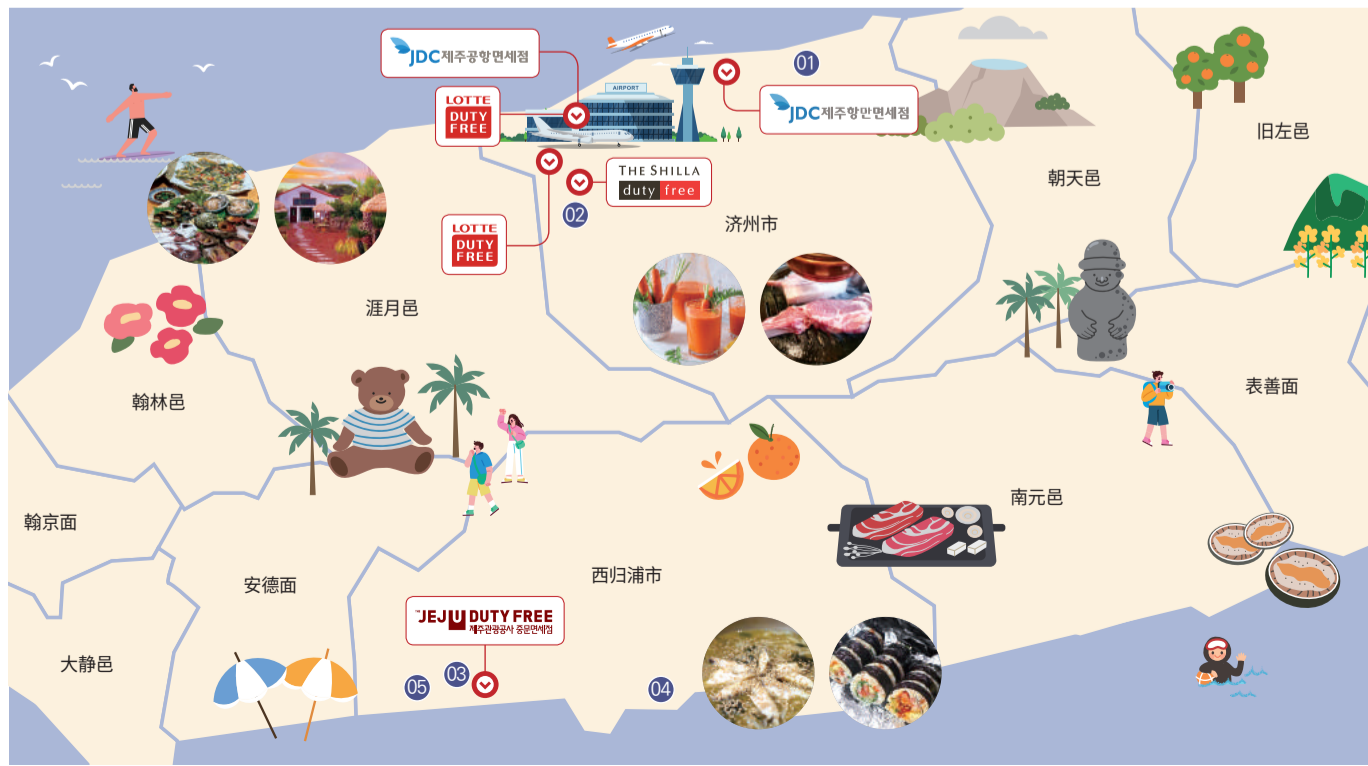 JDC제주공항면세점
AIRPORT
01
LOTTE
DUTY
FREE
JDC제주항만면세점
旧左邑
朝天邑
THE SHILLA
duty free
02
济州市
LOTTE
DUTY
FREE
涯月邑
翰林邑
表善面
南元邑
翰京面
西归浦市
安德面
THE JEJU DUTY FREE
제주관광공사 중문면세점
大静邑
03
05
04